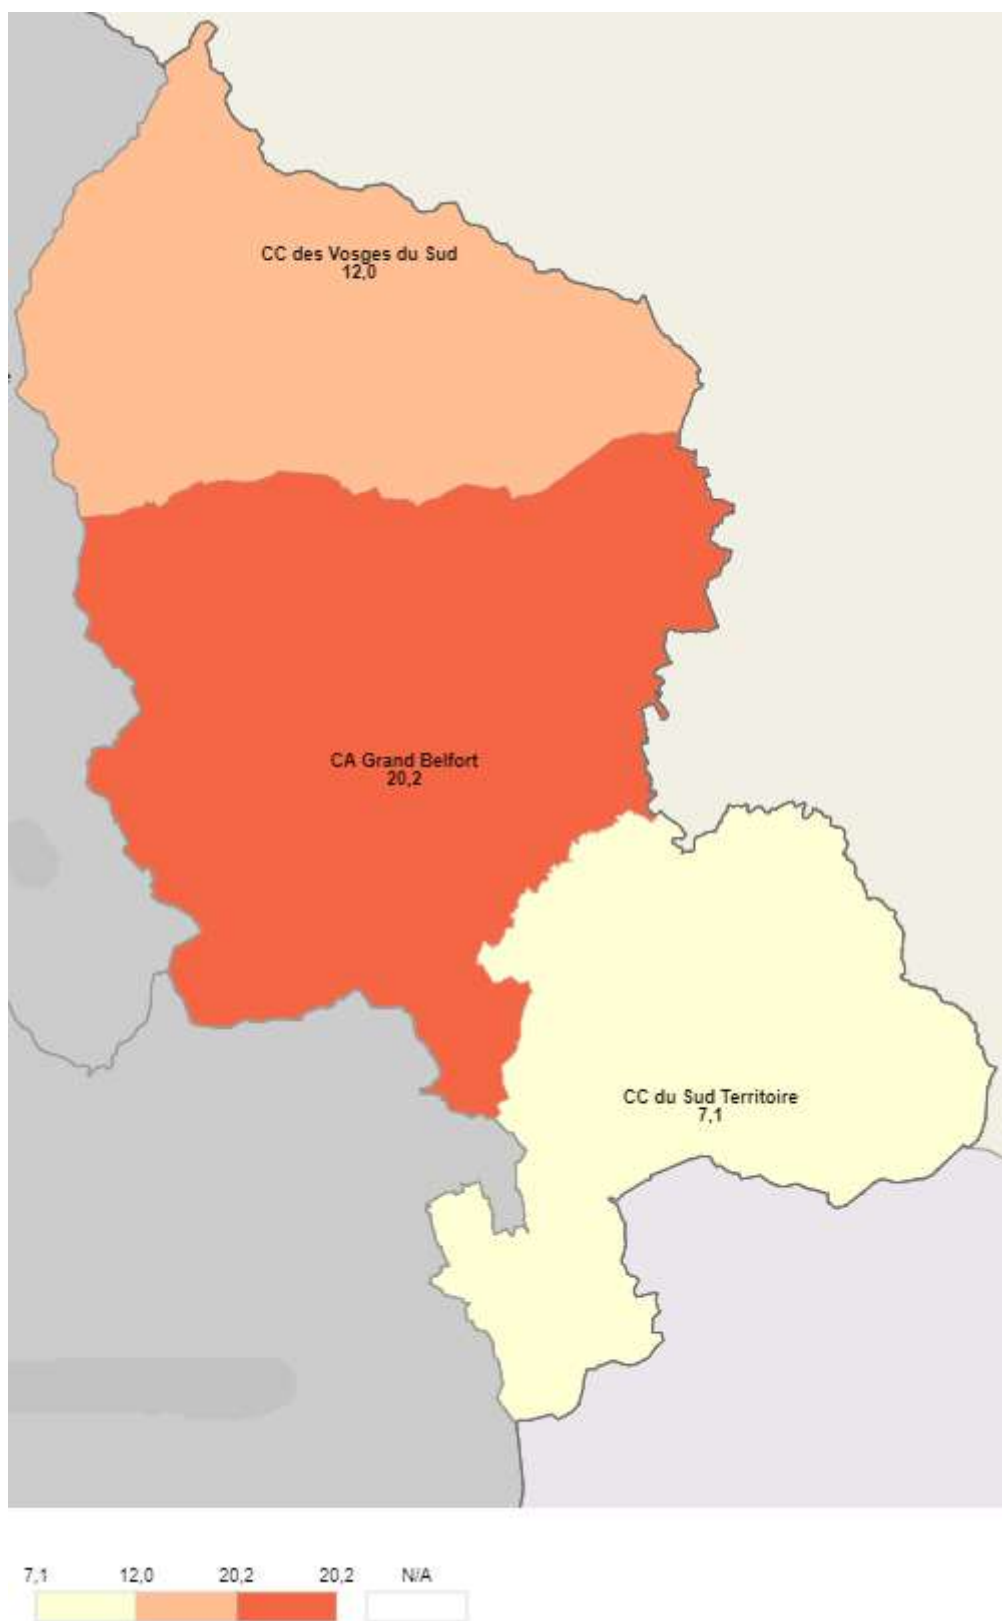 CC des Vosges du Sud
12,0
CA Grand Belfort
20,2
CC du Sud Territoire
7,1
7,1 12,0 20,2 20,2 N/A